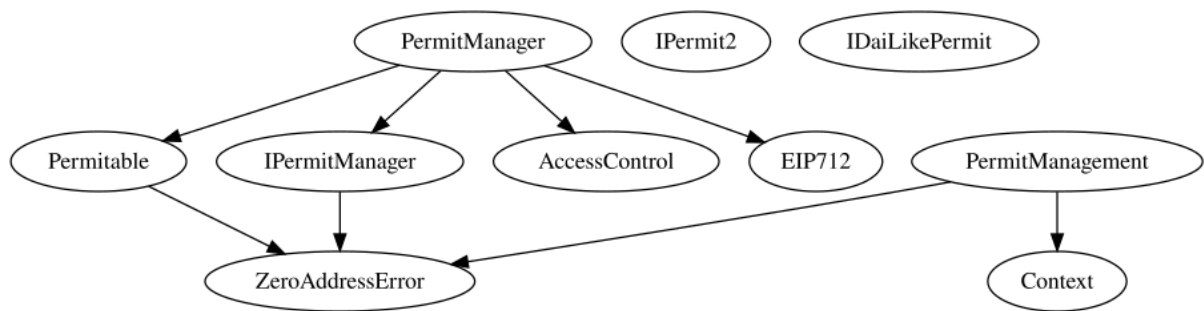 PermitManager IPermit2 IDaiLikePermit
Permitable IPermitManager AccessControl EIP712 PermitManagement
ZeroAddressError Context